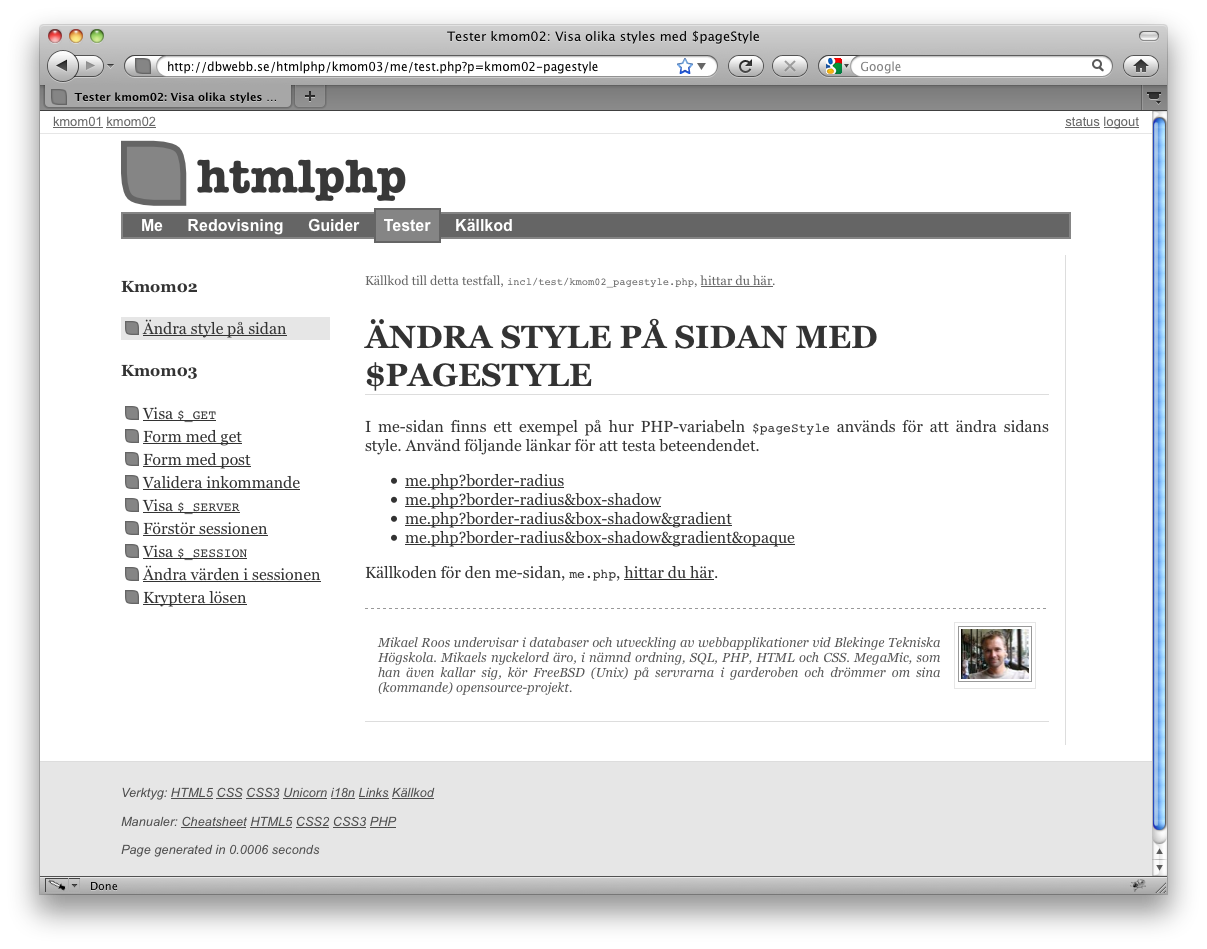 Tester kmom02: Visa olika styles med $pageStyle
http://dbwebb.se/htmlphp/kmom03/me/test.php?p=kmom02-pagestyle
Google
Tester kmom02: Visa olika styles ...
kmom01 kmom02
status logout
htmlphp
Me Redovisning Guider Tester Källkod
Kmom02
Ändra style på sidan
Kmom03
Visa $_GET
Form med get
Form med post
Validera inkommande
Visa $_SERVER
Förstör sessionen
Visa $_SESSION
Ändra värden i sessionen
Kryptera lösen
Källkod till detta testfall, incl/test/kmom02_pagestyle.php, hittar du här.
ÄNDRA STYLE PÅ SIDAN MED
$PAGESTYLE
I me-sidan finns ett exempel på hur PHP-variabeln $pageStyle används för att ändra sidans
style. Använd följande länkar för att testa beteendendet.
me.php?border-radius
me.php?border-radius&box-shadow
me.php?border-radius&box-shadow&gradient
me.php?border-radius&box-shadow&gradient&opaque
Källkoden för den me-sidan, me.php, hittar du här.
Mikael Roos undervisar i databaser och utveckling av webbapplikationer vid Blekinge Tekniska
Högskola. Mikaels nyckelord äro, i nämnd ordning, SQL, PHP, HTML och CSS. MegaMic, som
han även kallar sig, kör FreeBSD (Unix) på servrarna i garderoben och drömmer om sina
(kommande) opensource-projekt.
Verktyg: HTML5 CSS CSS3 Unicorn i18n Links Källkod
Manualer: Cheatsheet HTML5 CSS2 CSS3 PHP
Page generated in 0.0006 seconds
Done